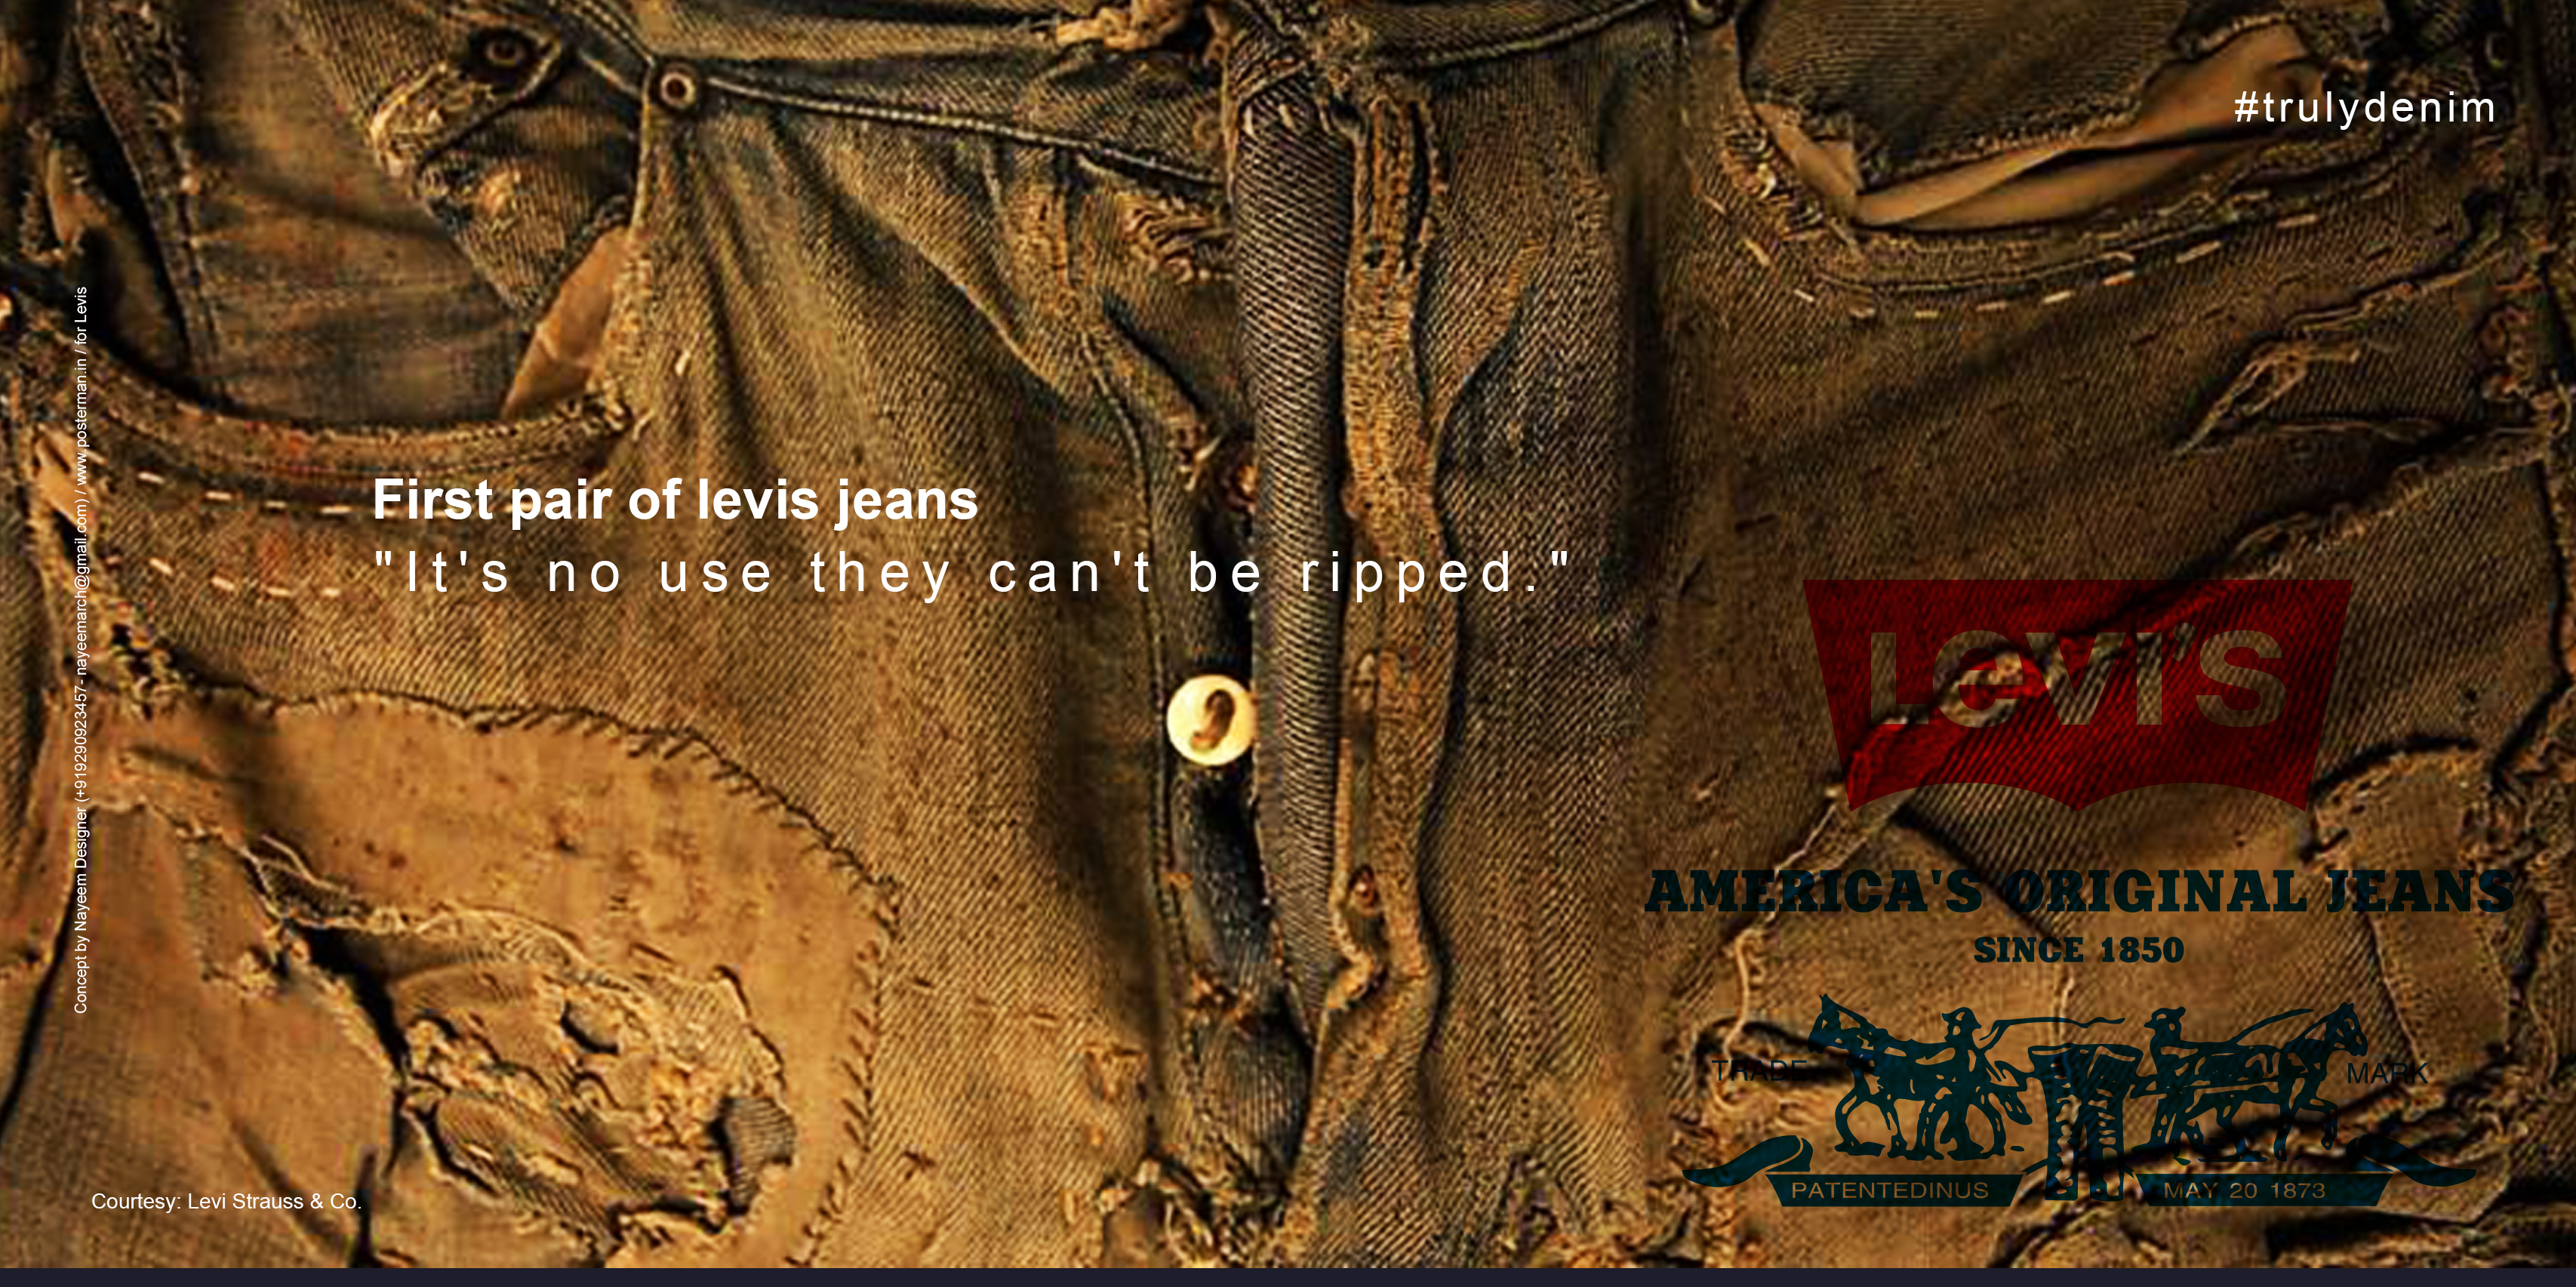 #trulydenim
First pair of levis jeans
"It's no use they can't be ripped."
LEVI'S
AMERICA'S ORIGINAL JEANS
SINCE 1850
TRADE MARK
PATENTEDINUS MAY 20 1873
Courtesy: Levi Strauss & Co.
Concept by Nayeem Designer (+919290923457- nayeemarch@gmail.com) / www.posterman.in / for Levis